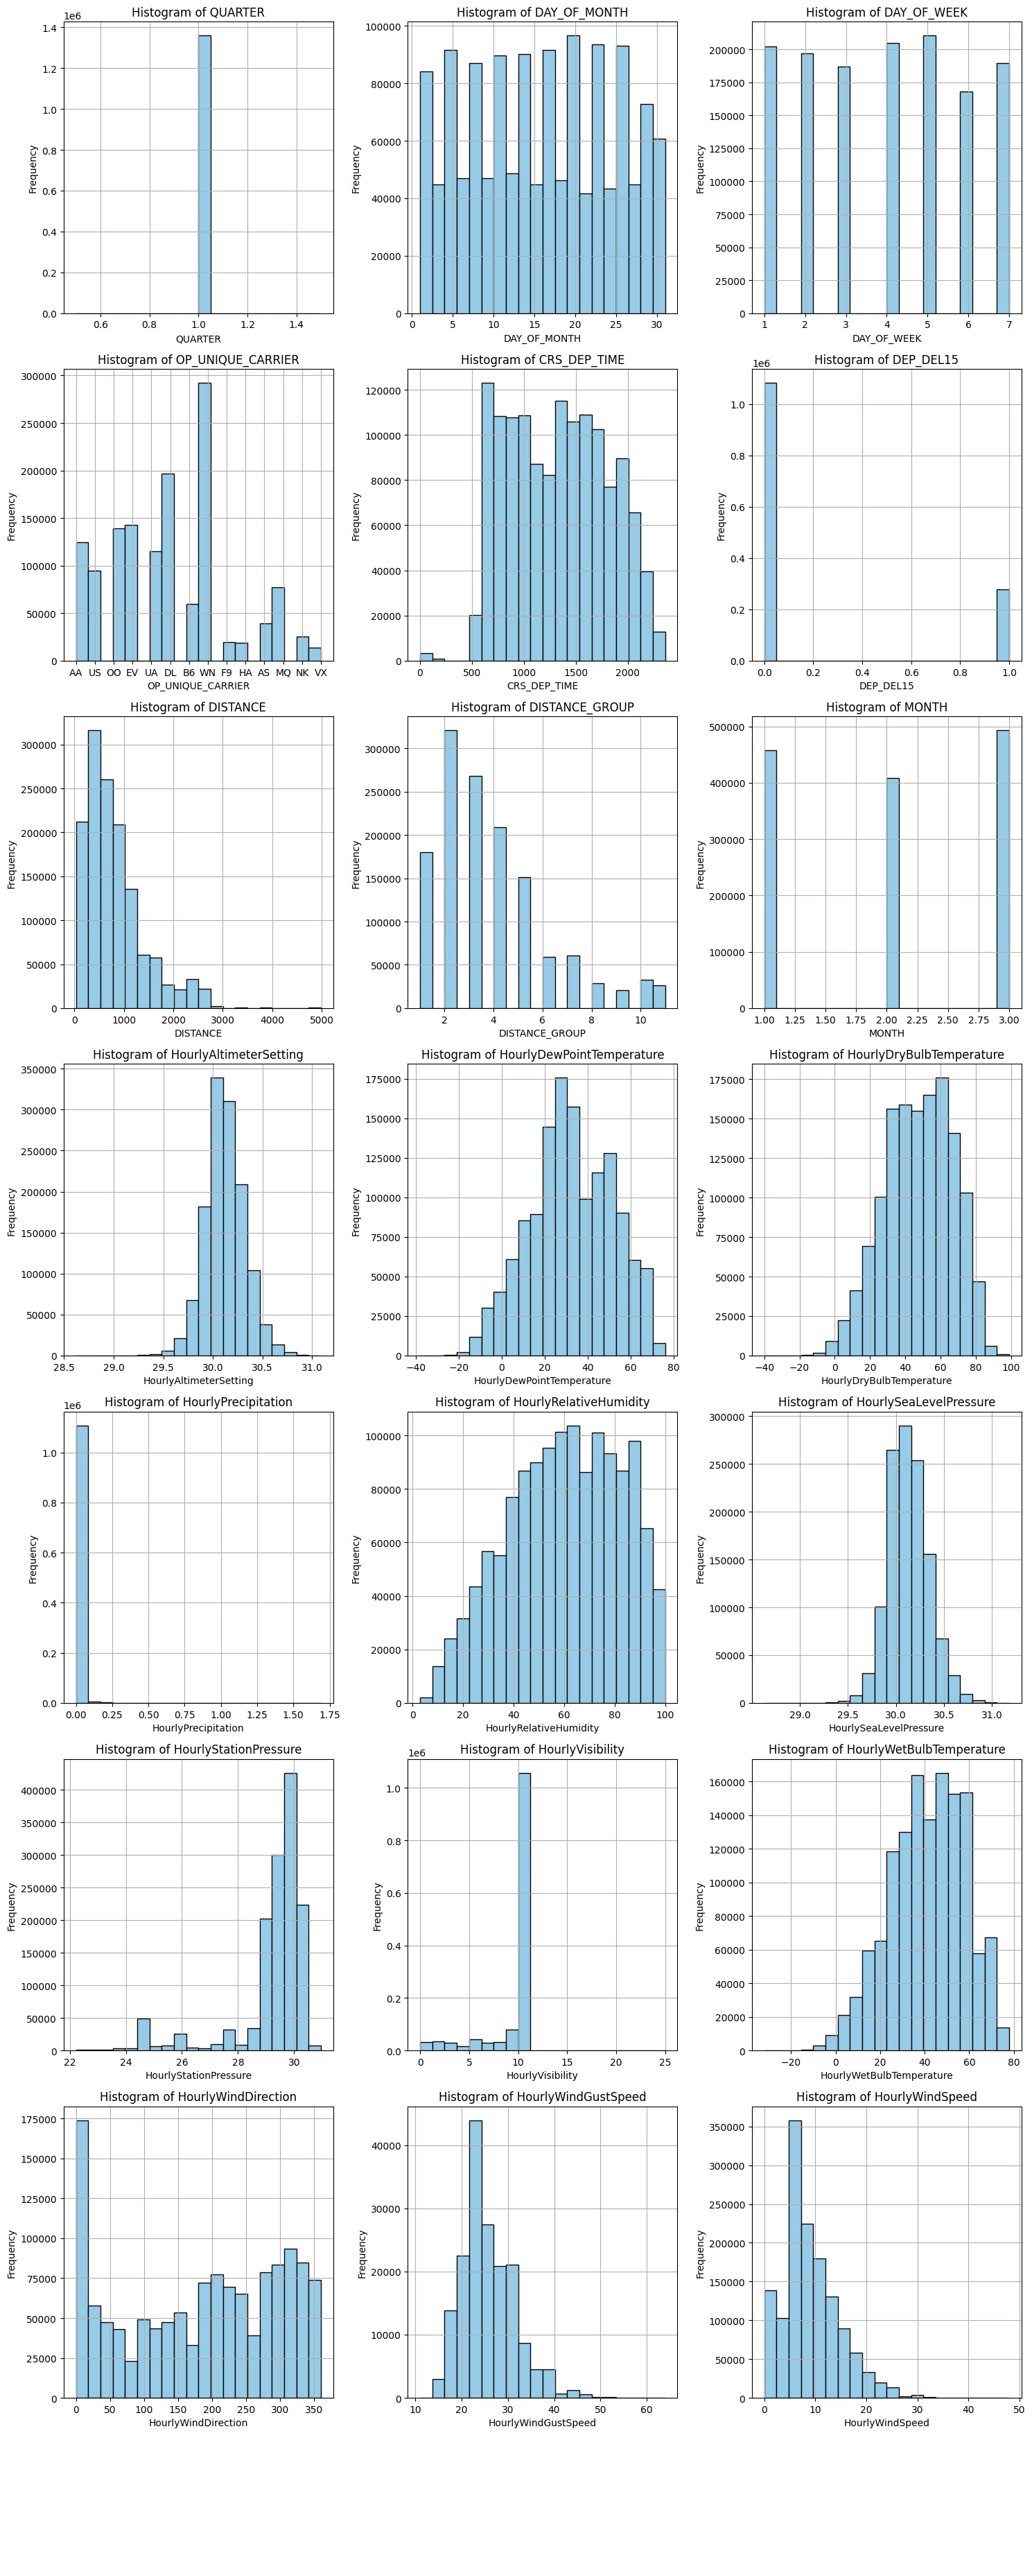 Histogram of QUARTER
1e6
1.4
1.2
1.0
0.8
0.6
0.4
0.2
0.0
Frequency
0.6 0.8 1.0 1.2 1.4
QUARTER
Histogram of DAY_OF_MONTH
100000
80000
60000
40000
20000
0
Frequency
0 5 10 15 20 25 30
DAY_OF_MONTH
Histogram of DAY_OF_WEEK
200000
175000
150000
125000
100000
75000
50000
25000
0
Frequency
1 2 3 4 5 6 7
DAY_OF_WEEK
Histogram of OP_UNIQUE_CARRIER
300000
250000
200000
150000
100000
50000
0
Frequency
AA US OO EV UA DL B6 WN F9 HA AS MQ NK VX
OP_UNIQUE_CARRIER
Histogram of CRS_DEP_TIME
120000
100000
80000
60000
40000
20000
0
Frequency
0 500 1000 1500 2000
CRS_DEP_TIME
Histogram of DEP_DEL15
1e6
1.0
0.8
0.6
0.4
0.2
0.0
Frequency
0.0 0.2 0.4 0.6 0.8 1.0
DEP_DEL15
Histogram of DISTANCE
300000
250000
200000
150000
100000
50000
0
Frequency
0 1000 2000 3000 4000 5000
DISTANCE
Histogram of DISTANCE_GROUP
300000
250000
200000
150000
100000
50000
0
Frequency
2 4 6 8 10
DISTANCE_GROUP
Histogram of MONTH
500000
400000
300000
200000
100000
0
Frequency
1.00 1.25 1.50 1.75 2.00 2.25 2.50 2.75 3.00
MONTH
Histogram of HourlyAltimeterSetting
350000
300000
250000
200000
150000
100000
50000
0
Frequency
28.5 29.0 29.5 30.0 30.5 31.0
HourlyAltimeterSetting
Histogram of HourlyDewPointTemperature
175000
150000
125000
100000
75000
50000
25000
0
Frequency
−40 −20 0 20 40 60 80
HourlyDewPointTemperature
Histogram of HourlyDryBulbTemperature
175000
150000
125000
100000
75000
50000
25000
0
Frequency
−40 −20 0 20 40 60 80 100
HourlyDryBulbTemperature
Histogram of HourlyPrecipitation
1e6
1.0
0.8
0.6
0.4
0.2
0.0
Frequency
0.00 0.25 0.50 0.75 1.00 1.25 1.50 1.75
HourlyPrecipitation
Histogram of HourlyRelativeHumidity
100000
80000
60000
40000
20000
0
Frequency
0 20 40 60 80 100
HourlyRelativeHumidity
Histogram of HourlySeaLevelPressure
300000
250000
200000
150000
100000
50000
0
Frequency
29.0 29.5 30.0 30.5 31.0
HourlySeaLevelPressure
Histogram of HourlyStationPressure
400000
350000
300000
250000
200000
150000
100000
50000
0
Frequency
22 24 26 28 30
HourlyStationPressure
Histogram of HourlyVisibility
1e6
1.0
0.8
0.6
0.4
0.2
0.0
Frequency
0 5 10 15 20 25
HourlyVisibility
Histogram of HourlyWetBulbTemperature
160000
140000
120000
100000
80000
60000
40000
20000
0
Frequency
−20 0 20 40 60 80
HourlyWetBulbTemperature
Histogram of HourlyWindDirection
175000
150000
125000
100000
75000
50000
25000
0
Frequency
0 50 100 150 200 250 300 350
HourlyWindDirection
Histogram of HourlyWindGustSpeed
40000
30000
20000
10000
0
Frequency
10 20 30 40 50 60
HourlyWindGustSpeed
Histogram of HourlyWindSpeed
350000
300000
250000
200000
150000
100000
50000
0
Frequency
0 10 20 30 40 50
HourlyWindSpeed